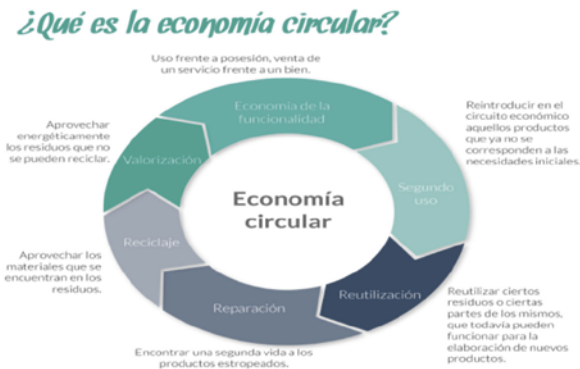 ¿Qué es la economía circular?
Uso frente a posesión, venta de
un servicio frente a un bien.
Economía de la
funcionalidad
Reintroducir en el
circuito económico
aquellos productos
que ya no se
corresponden a las
necesidades iniciales.
Segundo
uso
Reutilización
Reutilizar ciertos
residuos o ciertas
partes de los mismos,
que todavía pueden
funcionar para la
elaboración de nuevos
productos.
Reparación
Encontrar una segunda vida a los
productos estropeados.
Reciclaje
Aprovechar los
materiales que se
encuentran en los
residuos.
Valorización
Aprovechar
energéticamente
los residuos que no
se pueden reciclar.
Economía
circular